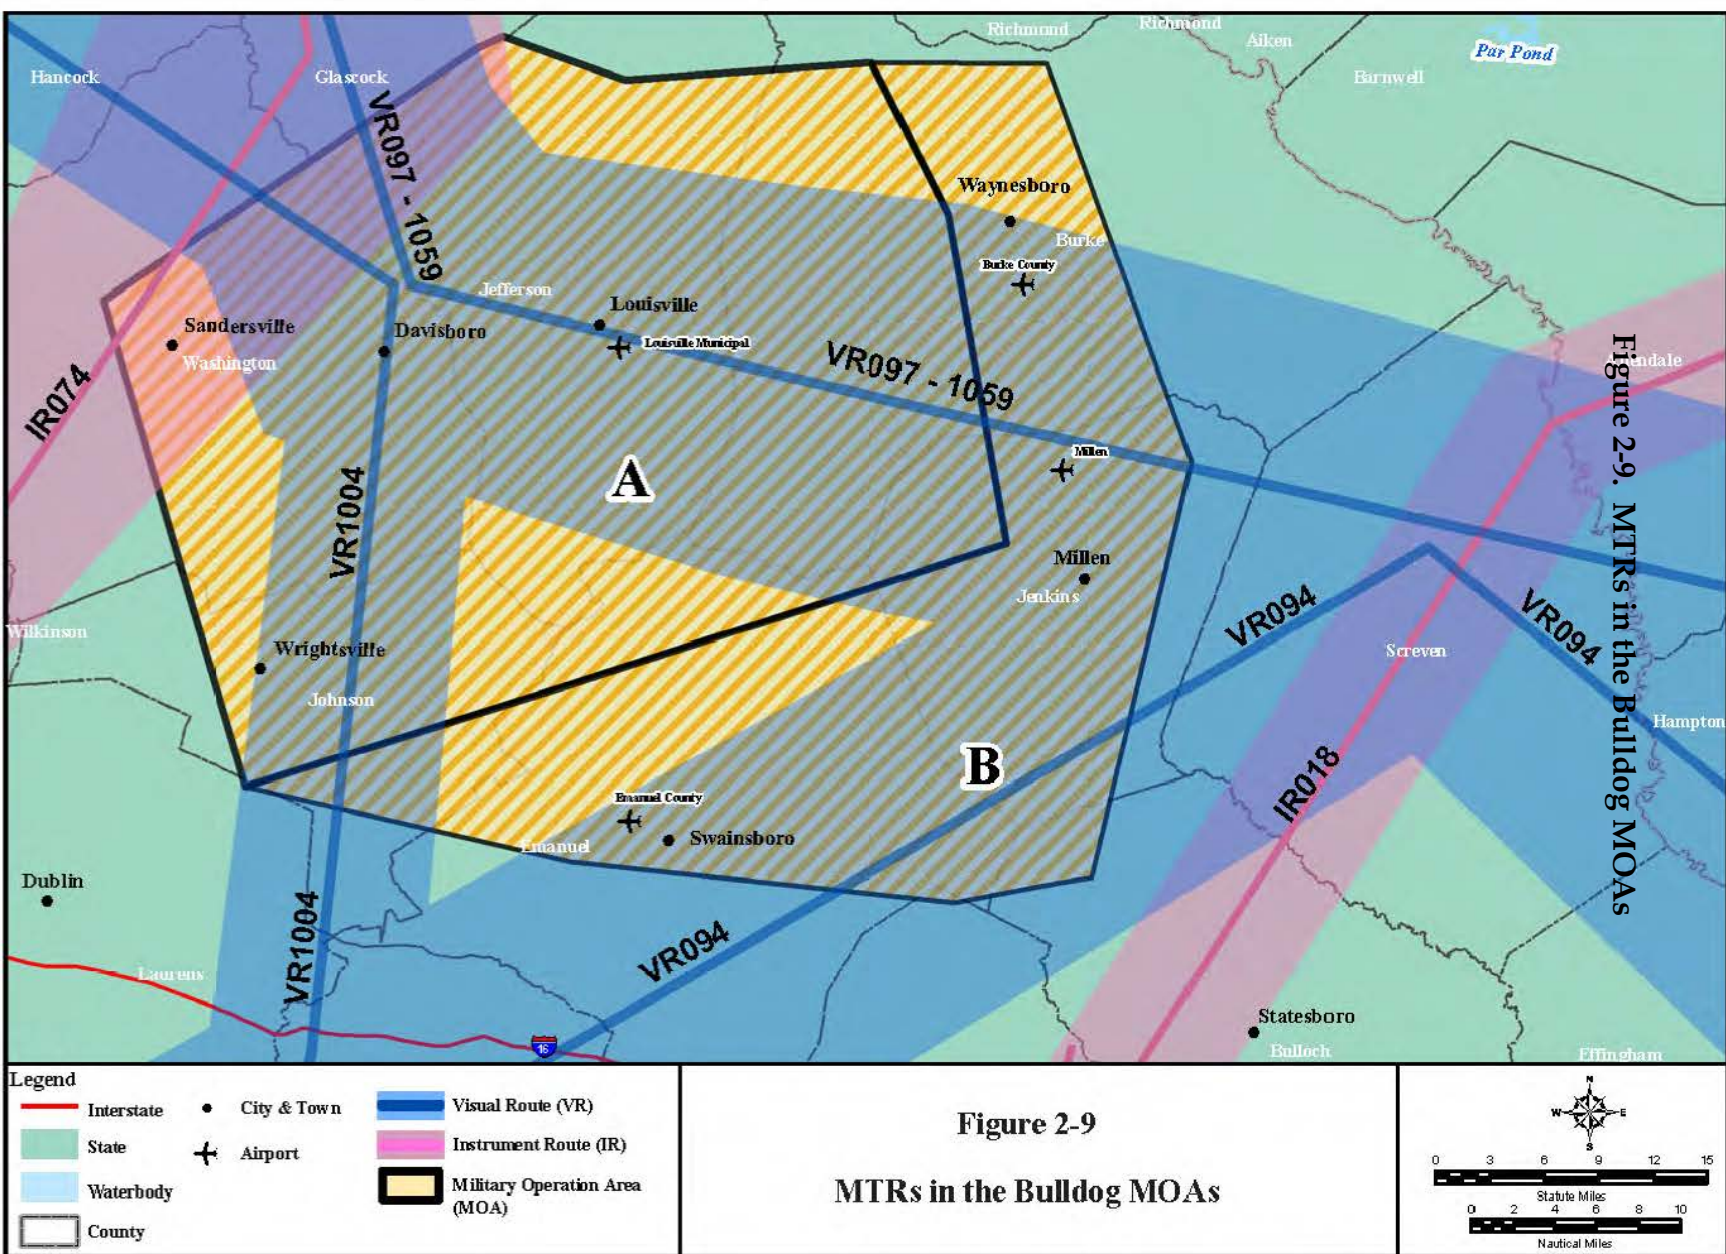 Richmond
Richmond
Aiken
Par Pond
Hancock
Glascock
Barnwell
VR097 - 1059
Waynesboro
Burke
Burke County
Jefferson
Louisville
Sandersville
Davisboro
Louisville Municipal
Washington
VR097 - 1059
Allendale
IR074
Millen
A
VR1004
Millen
Jenkins
VR094
VR094
Wilkinson
Wrightsville
Screven
Johnson
Hampton
B
IR018
Emanuel County
Swainsboro
Emanuel
Dublin
VR1004
VR094
Laurens
Statesboro
16
Bulloch
Effingham
Figure 2-9. MTRs in the Bulldog MOAs
Legend
Interstate
City & Town
Visual Route (VR)
State
Airport
Instrument Route (IR)
Waterbody
Military Operation Area
(MOA)
County
Figure 2-9
MTRs in the Bulldog MOAs
N
W E
S
0 3 6 9 12 15
Statute Miles
0 2 4 6 8 10
Nautical Miles